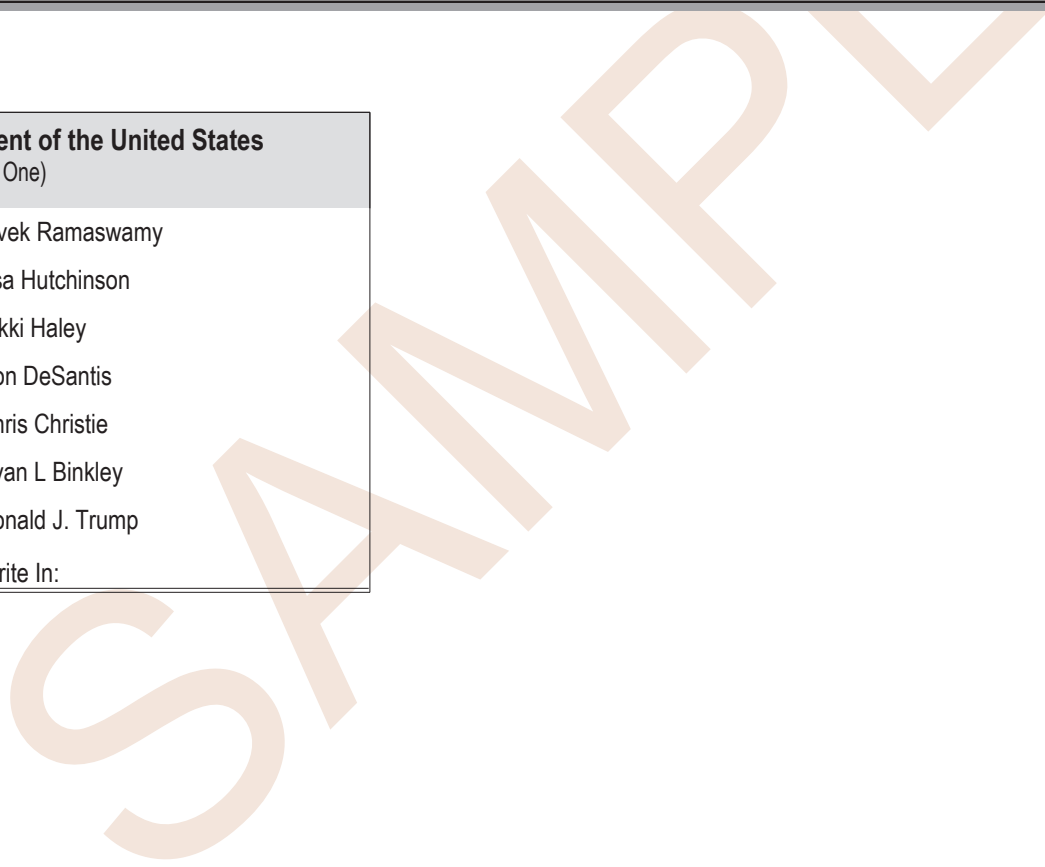 ent of the United States
One)
vek Ramaswamy
sa Hutchinson
kki Haley
on DeSantis
hris Christie
yan L Binkley
onald J. Trump
rite In:
SAMPLE